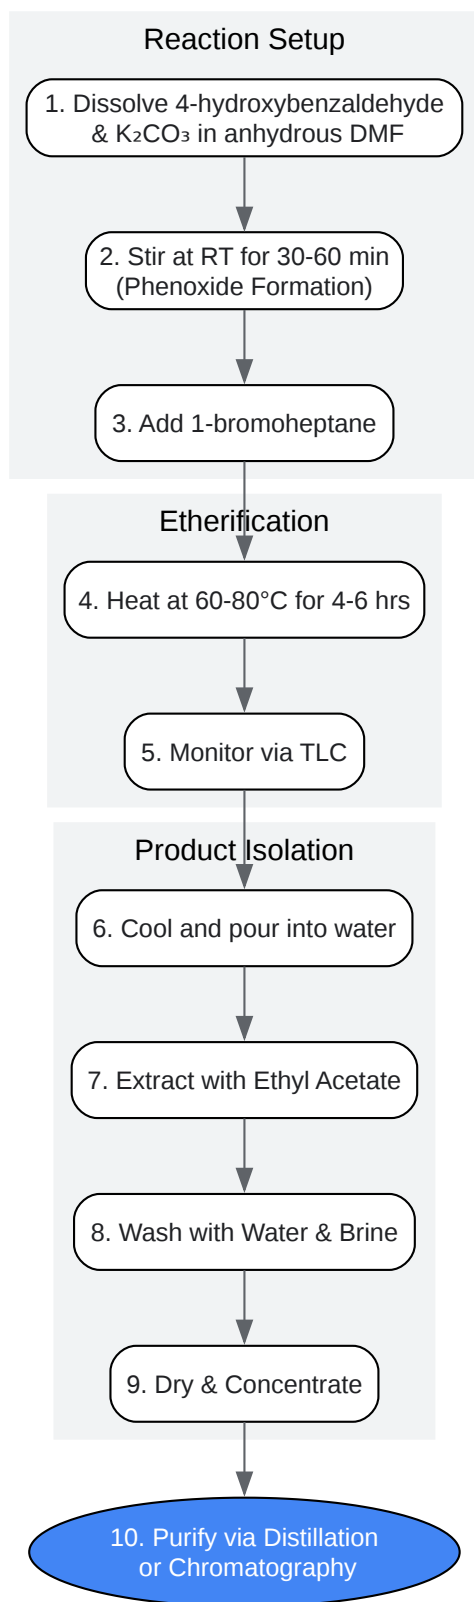 Reaction Setup
1. Dissolve 4-hydroxybenzaldehyde
& K₂CO₃ in anhydrous DMF
2. Stir at RT for 30-60 min
(Phenoxide Formation)
3. Add 1-bromoheptane
Etherification
4. Heat at 60-80°C for 4-6 hrs
5. Monitor via TLC
Product Isolation
6. Cool and pour into water
7. Extract with Ethyl Acetate
8. Wash with Water & Brine
9. Dry & Concentrate
10. Purify via Distillation
or Chromatography